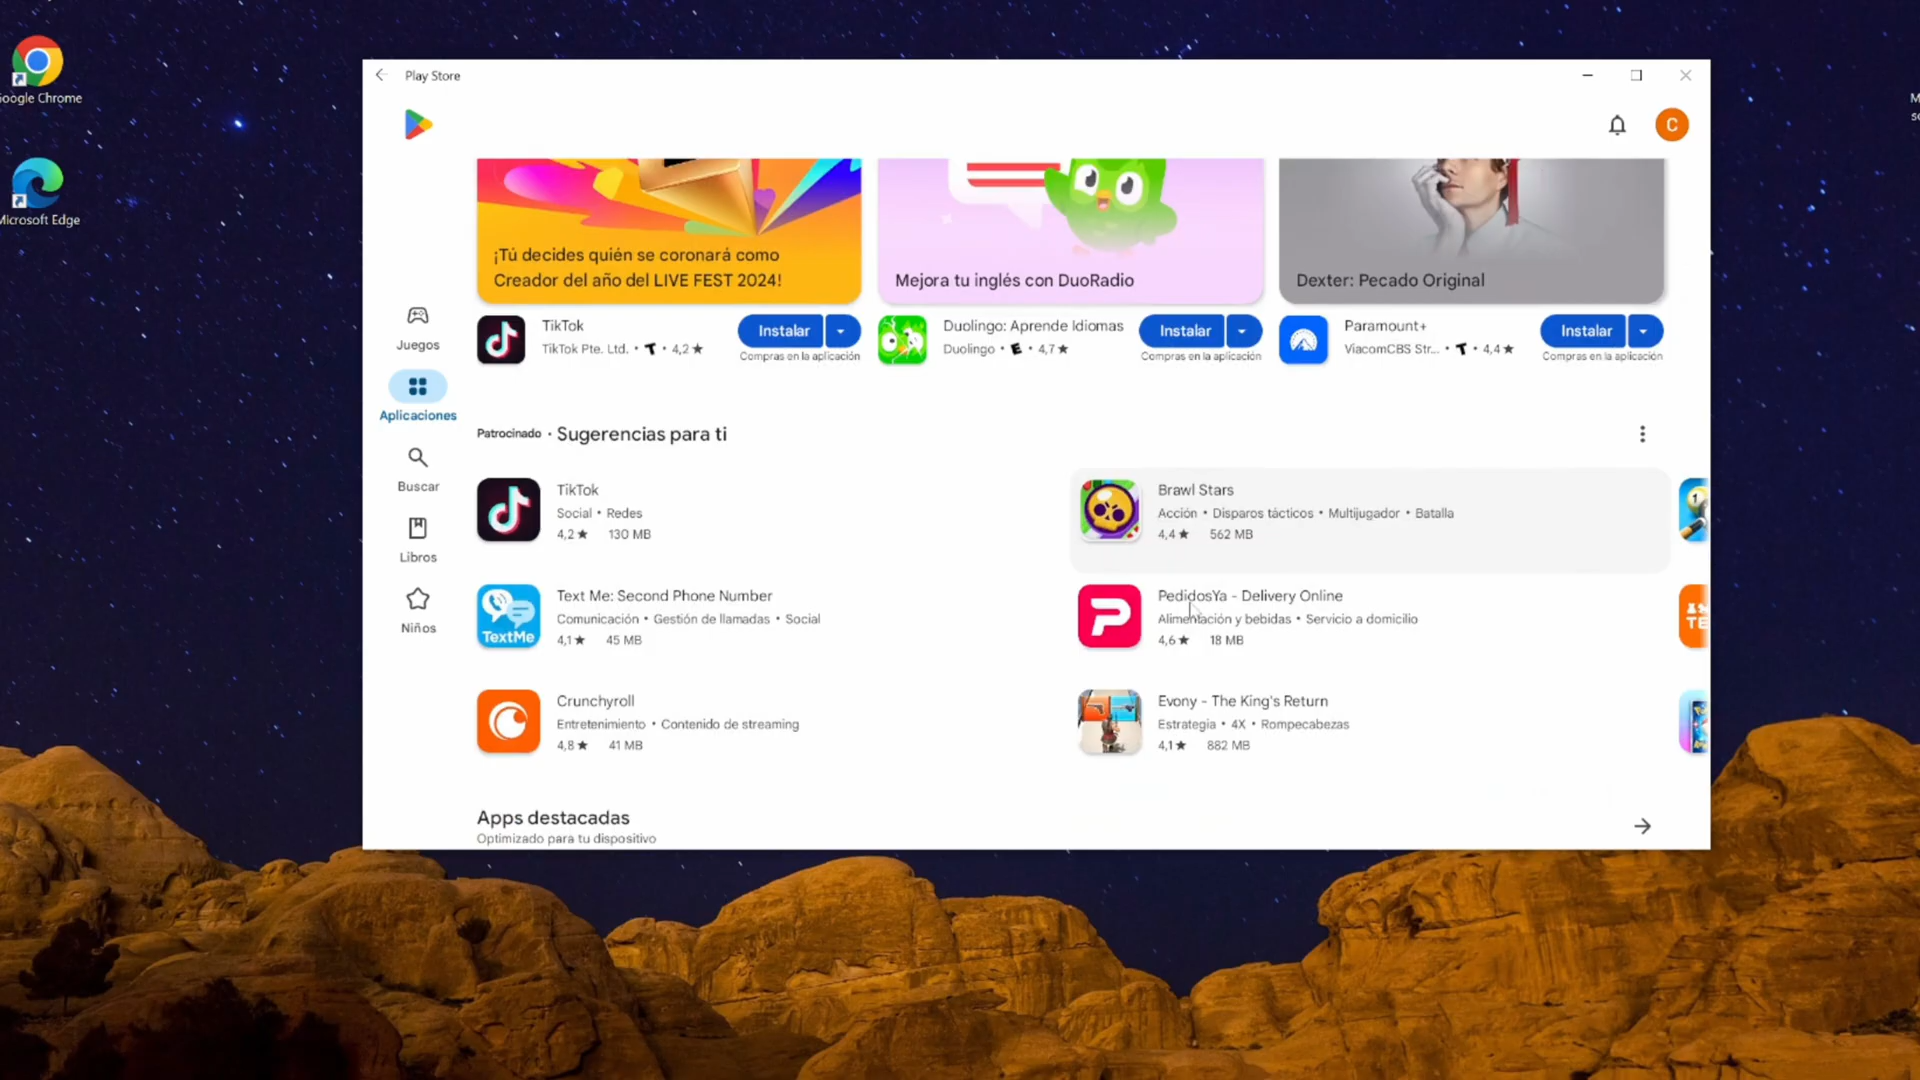 Google Chrome
Microsoft Edge
Play Store
C
¡Tú decides quién se coronará como
Creador del año del LIVE FEST 2024!
Mejora tu inglés con DuoRadio
Dexter: Pecado Original
TikTok
TikTok Pte. Ltd. • T • 4,2 ★
Instalar
Compras en la aplicación
Duolingo: Aprende Idiomas
Duolingo • E • 4,7 ★
Instalar
Compras en la aplicación
Paramount+
ViacomCBS Str... • T • 4,4 ★
Instalar
Compras en la aplicación
Juegos
Aplicaciones
Buscar
Libros
Niños
Patrocinado • Sugerencias para ti
TikTok
Social • Redes
4,2 ★ 130 MB
Brawl Stars
Acción • Disparos tácticos • Multijugador • Batalla
4,4 ★ 562 MB
TextMe
Text Me: Second Phone Number
Comunicación • Gestión de llamadas • Social
4,1 ★ 45 MB
PedidosYa - Delivery Online
Alimentación y bebidas • Servicio a domicilio
4,6 ★ 18 MB
Crunchyroll
Entretenimiento • Contenido de streaming
4,8 ★ 41 MB
Evony - The King's Return
Estrategia • 4X • Rompecabezas
4,1 ★ 882 MB
Apps destacadas
Optimizado para tu dispositivo